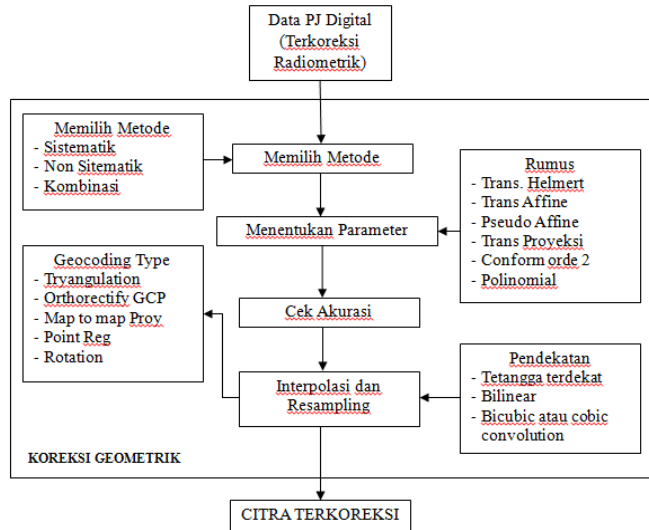 Data PJ Digital
(Terkoreksi
Radiometrik)
Memilih Metode
- Sistematik
- Non Sitematik
- Kombinasi
Memilih Metode
Rumus
- Trans. Helmert
- Trans Affine
- Pseudo Affine
- Trans Proyeksi
- Conform orde 2
- Polinomial
Menentukan Parameter
Geocoding Type
- Tryangulation
- Orthorectify GCP
- Map to map Proy
- Point Reg
- Rotation
Cek Akurasi
Interpolasi dan
Resampling
Pendekatan
- Tetangga terdekat
- Bilinear
- Bicubic atau cobic
convolution
KOREKSI GEOMETRIK
CITRA TERKOREKSI